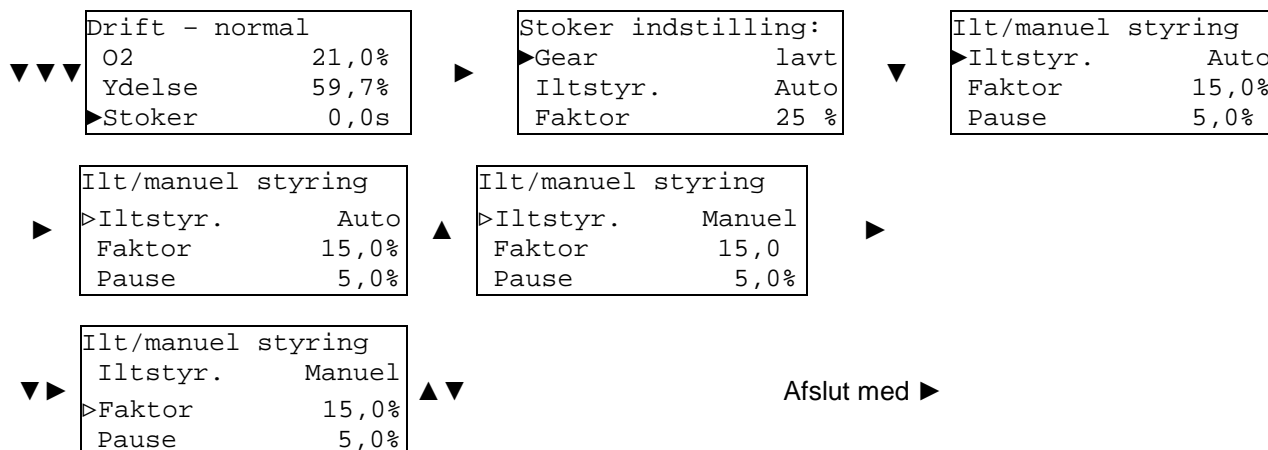 Drift – normal
O2 21,0%
▼▼▼ Ydelse 59,7%
►Stoker 0,0s
Stoker indstilling:
► ►Gear lavt
Iltstyr. Auto
Faktor 25 %
Ilt/manuel styring
▼ ►Iltstyr. Auto
Faktor 15,0%
Pause 5,0%
Ilt/manuel styring
► ▷Iltstyr. Auto
Faktor 15,0%
Pause 5,0%
Ilt/manuel styring
▲ ▷Iltstyr. Manuel ►
Faktor 15,0
Pause 5,0%
Ilt/manuel styring
Iltstyr. Manuel
▼► ▷Faktor 15,0% ▲▼
Pause 5,0%
Afslut med ►